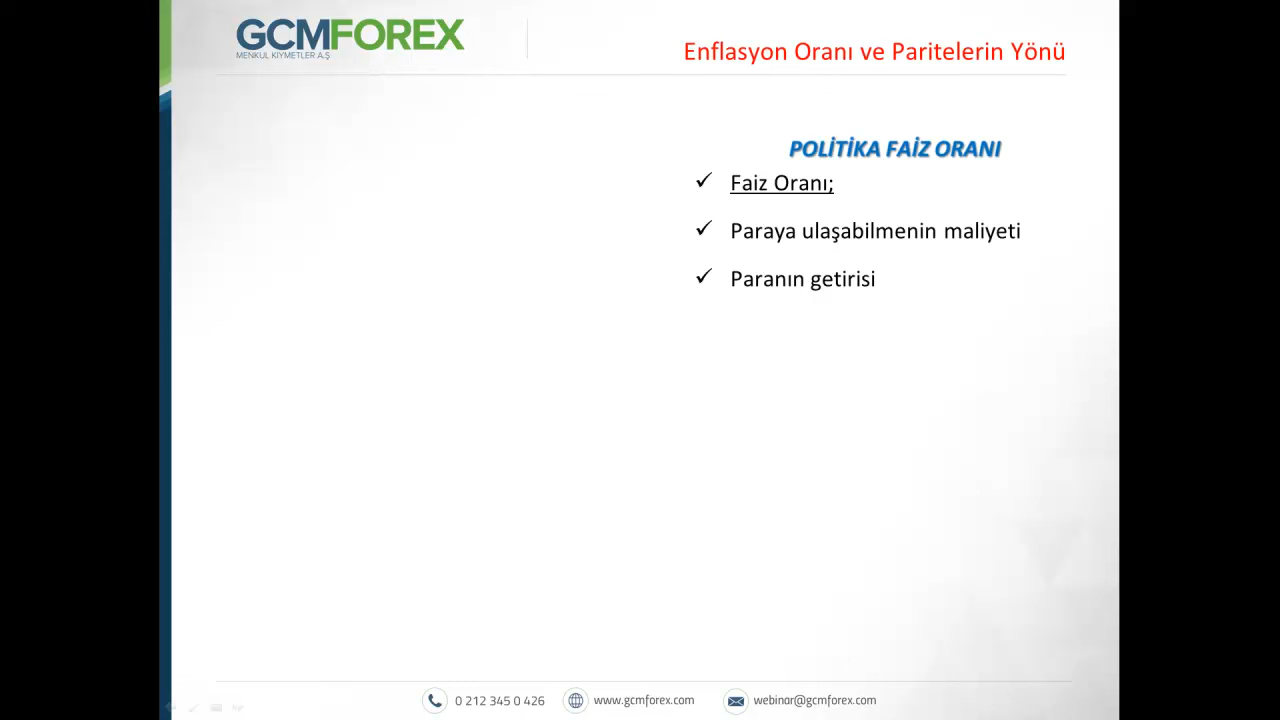 GCMFOREX
MENKUL KIYMETLER A.Ş
Enflasyon Oranı ve Paritelerin Yönü
POLİTİKA FAİZ ORANI
✓ Faiz Oranı;
✓ Paraya ulaşabilmenin maliyeti
✓ Paranın getirisi
0 212 345 0 426 www.gcmforex.com webinar@gcmforex.com